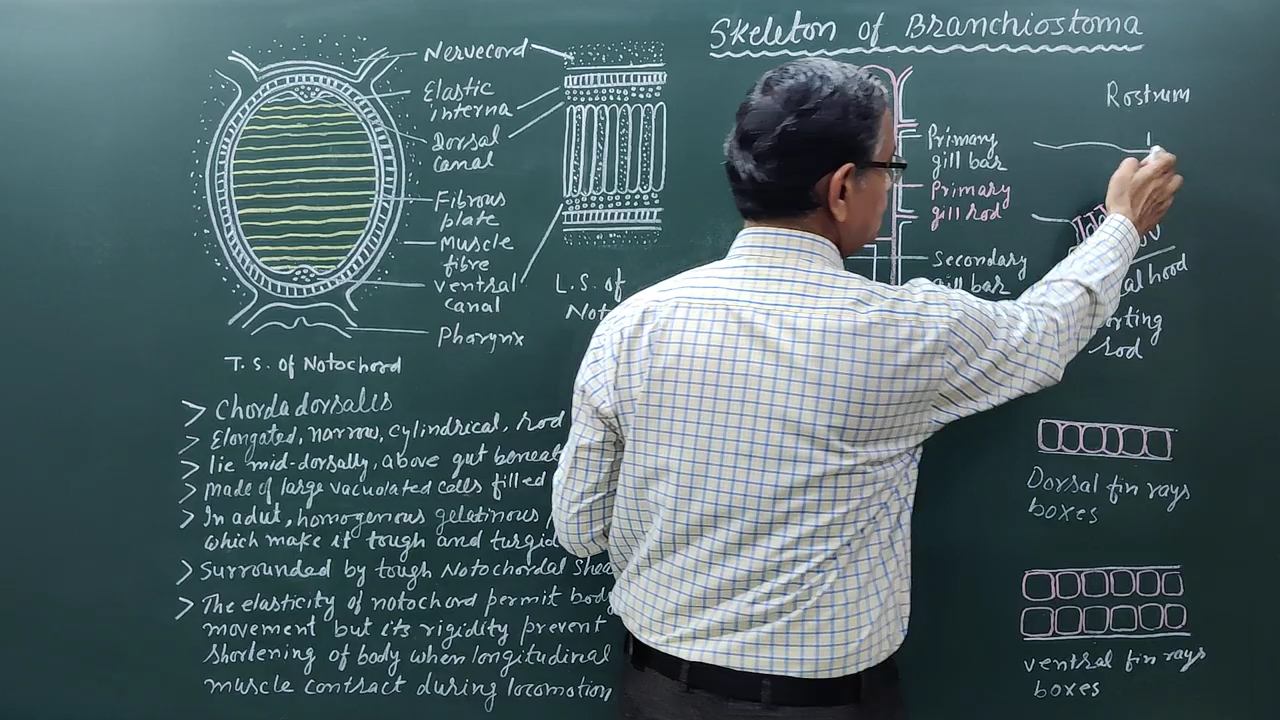 Skeleton of Branchiostoma
Nervecord
Elastic
interna
Dorsal
canal
Fibrous
plate
Muscle
fibre
ventral
canal
Pharynx
T. S. of Notochord
L.S. of
Primary
gill bar
Primary
gill rod
Secondary
gill bar
Rostrum
hood
rod
Dorsal fin rays
boxes
ventral fin rays
boxes
> Chorda dorsalis
> Elongated, narrow, cylindrical, rod
> lie mid-dorsally, above gut
> made of large vacuolated cells filled
> In adut, homogenous gelatinous
which make it tough and turgid
> Surrounded by tough Notochordal Shea
> The elasticity of notochord permit body
movement but its rigidity prevent
shortening of body when longitudinal
muscle contract during locomotion